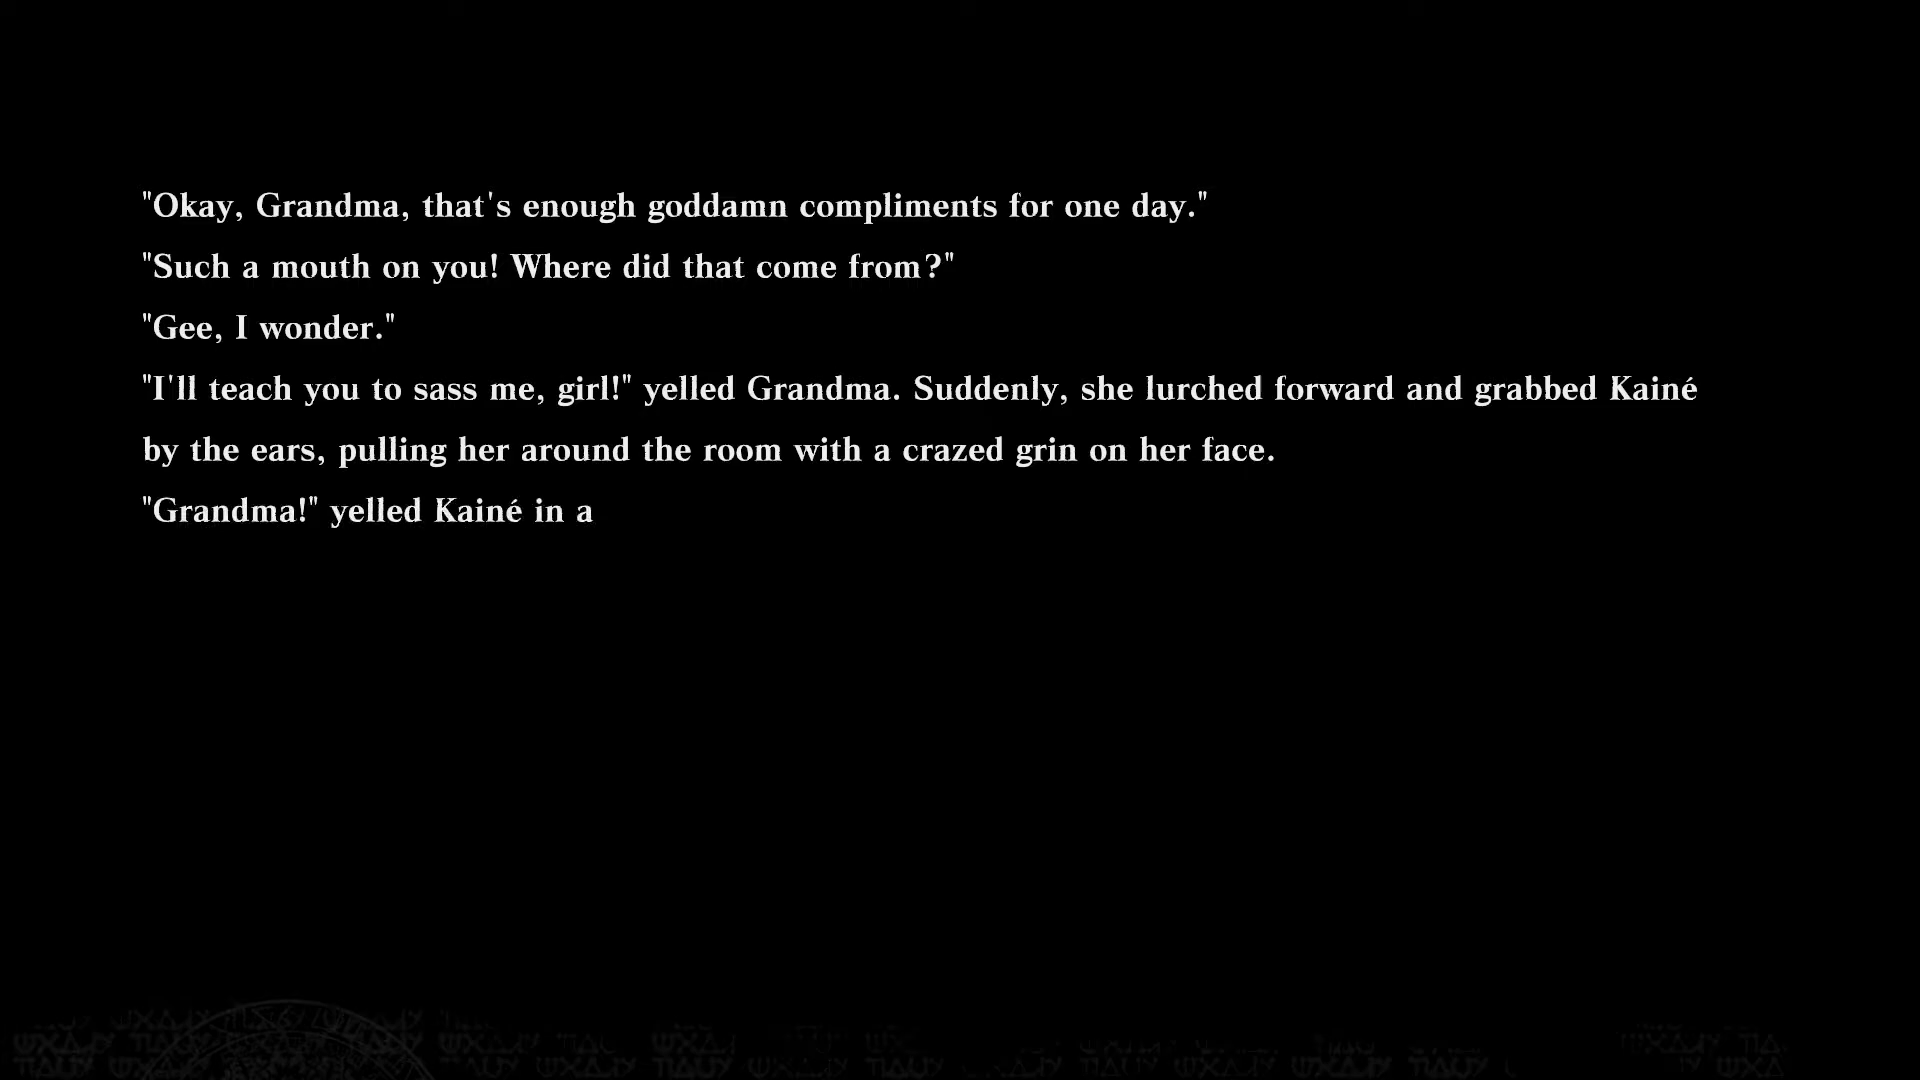 "Okay, Grandma, that's enough goddamn compliments for one day."
"Such a mouth on you! Where did that come from?"
"Gee, I wonder."
"I'll teach you to sass me, girl!" yelled Grandma. Suddenly, she lurched forward and grabbed Kainé
by the ears, pulling her around the room with a crazed grin on her face.
"Grandma!" yelled Kainé in a